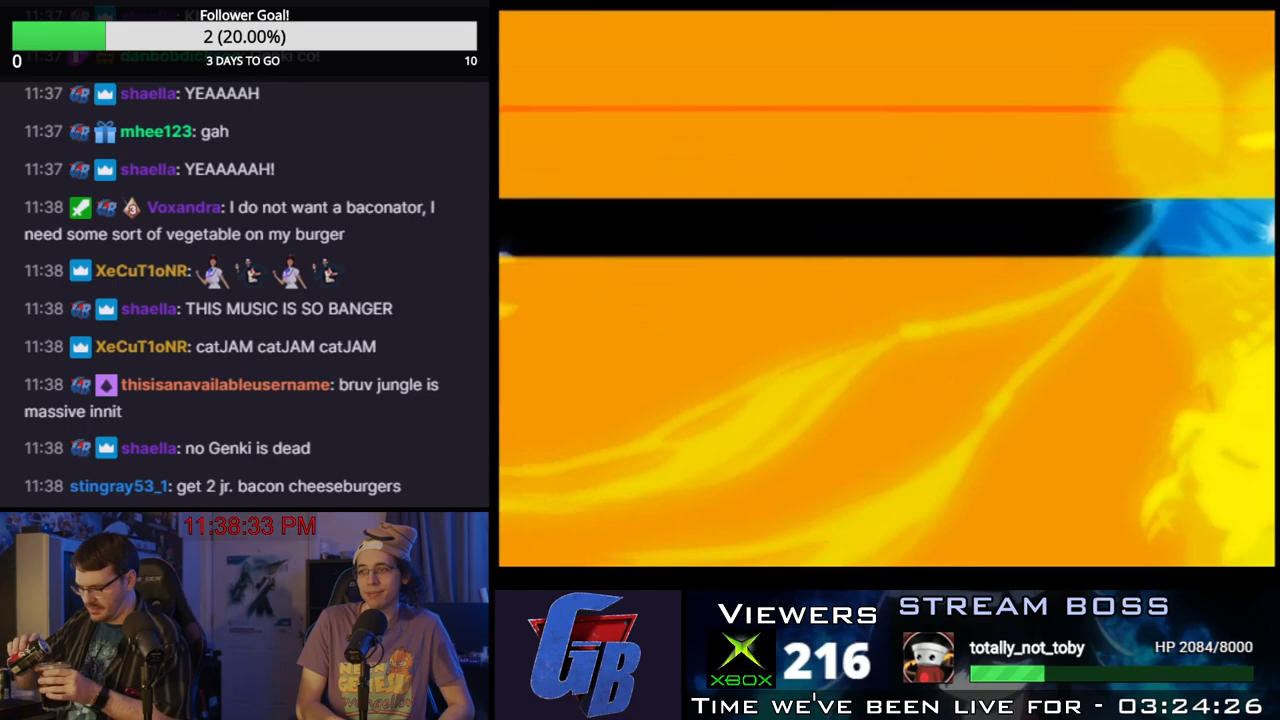 Follower Goal!
2 (20.00%)
0
3 DAYS TO GO
10
11:37 shaella: YEAAAAH
11:37 mhee123: gah
11:37 shaella: YEAAAAAH!
11:38 Voxandra: I do not want a baconator, I
need some sort of vegetable on my burger
11:38 XeCuT1oNR:
11:38 shaella: THIS MUSIC IS SO BANGER
11:38 XeCuT1oNR: catJAM catJAM catJAM
11:38 thisisanavailableusername: bruv jungle is
massive innit
11:38 shaella: no Genki is dead
11:38 stingray53_1: get 2 jr. bacon cheeseburgers
11:38:33 PM
GB
VIEWERS
XBOX
216
STREAM BOSS
totally_not_toby
HP 2084/8000
TIME WE'VE BEEN LIVE FOR - 03:24:26